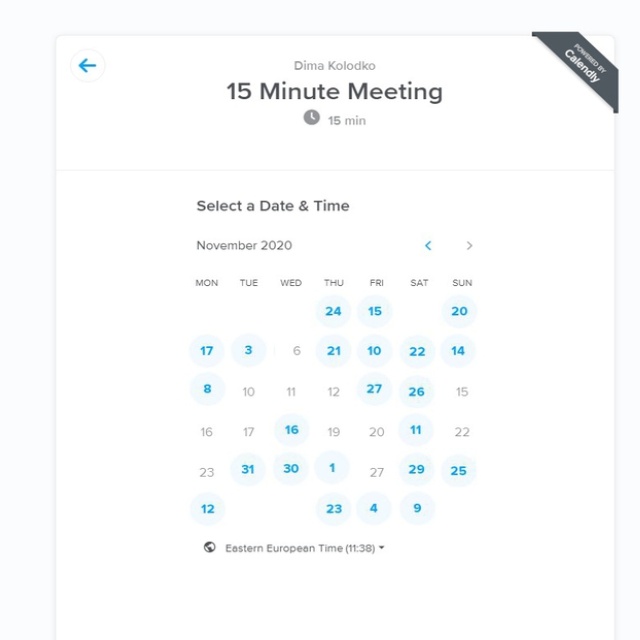 POWERED BY
Calendly
Dima Kolodko
15 Minute Meeting
15 min
Select a Date & Time
November 2020
MON TUE WED THU FRI SAT SUN
24 15 20
17 3 6 21 10 22 14
8 10 11 12 27 26 15
16 17 16 19 20 11 22
23 31 30 1 27 29 25
12 23 4 9
Eastern European Time (11:38)